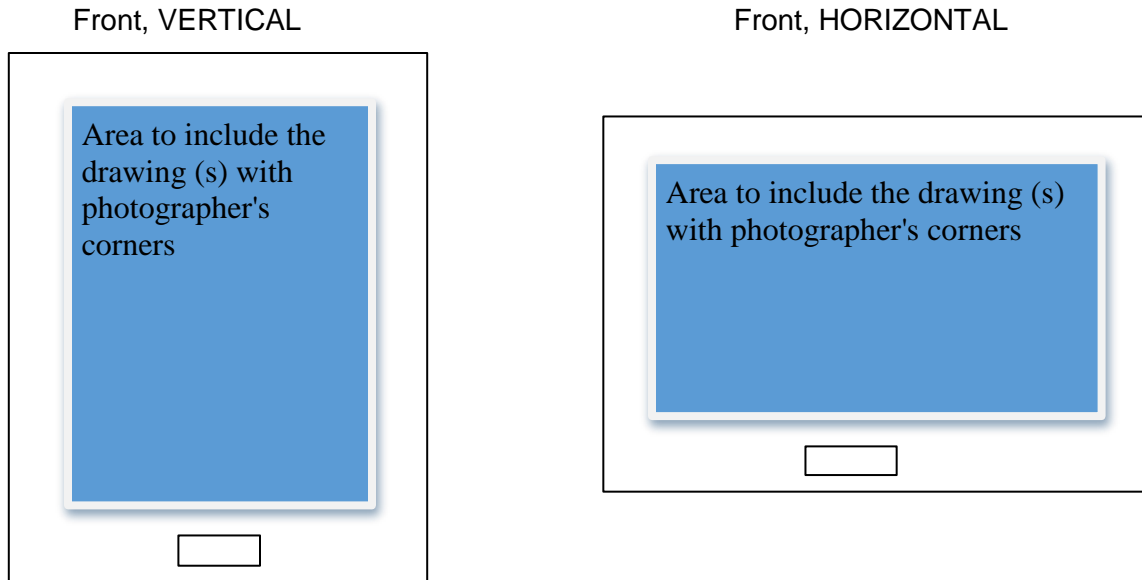 Front, VERTICAL
Area to include the
drawing (s) with
photographer's
corners
Front, HORIZONTAL
Area to include the drawing (s)
with photographer's corners